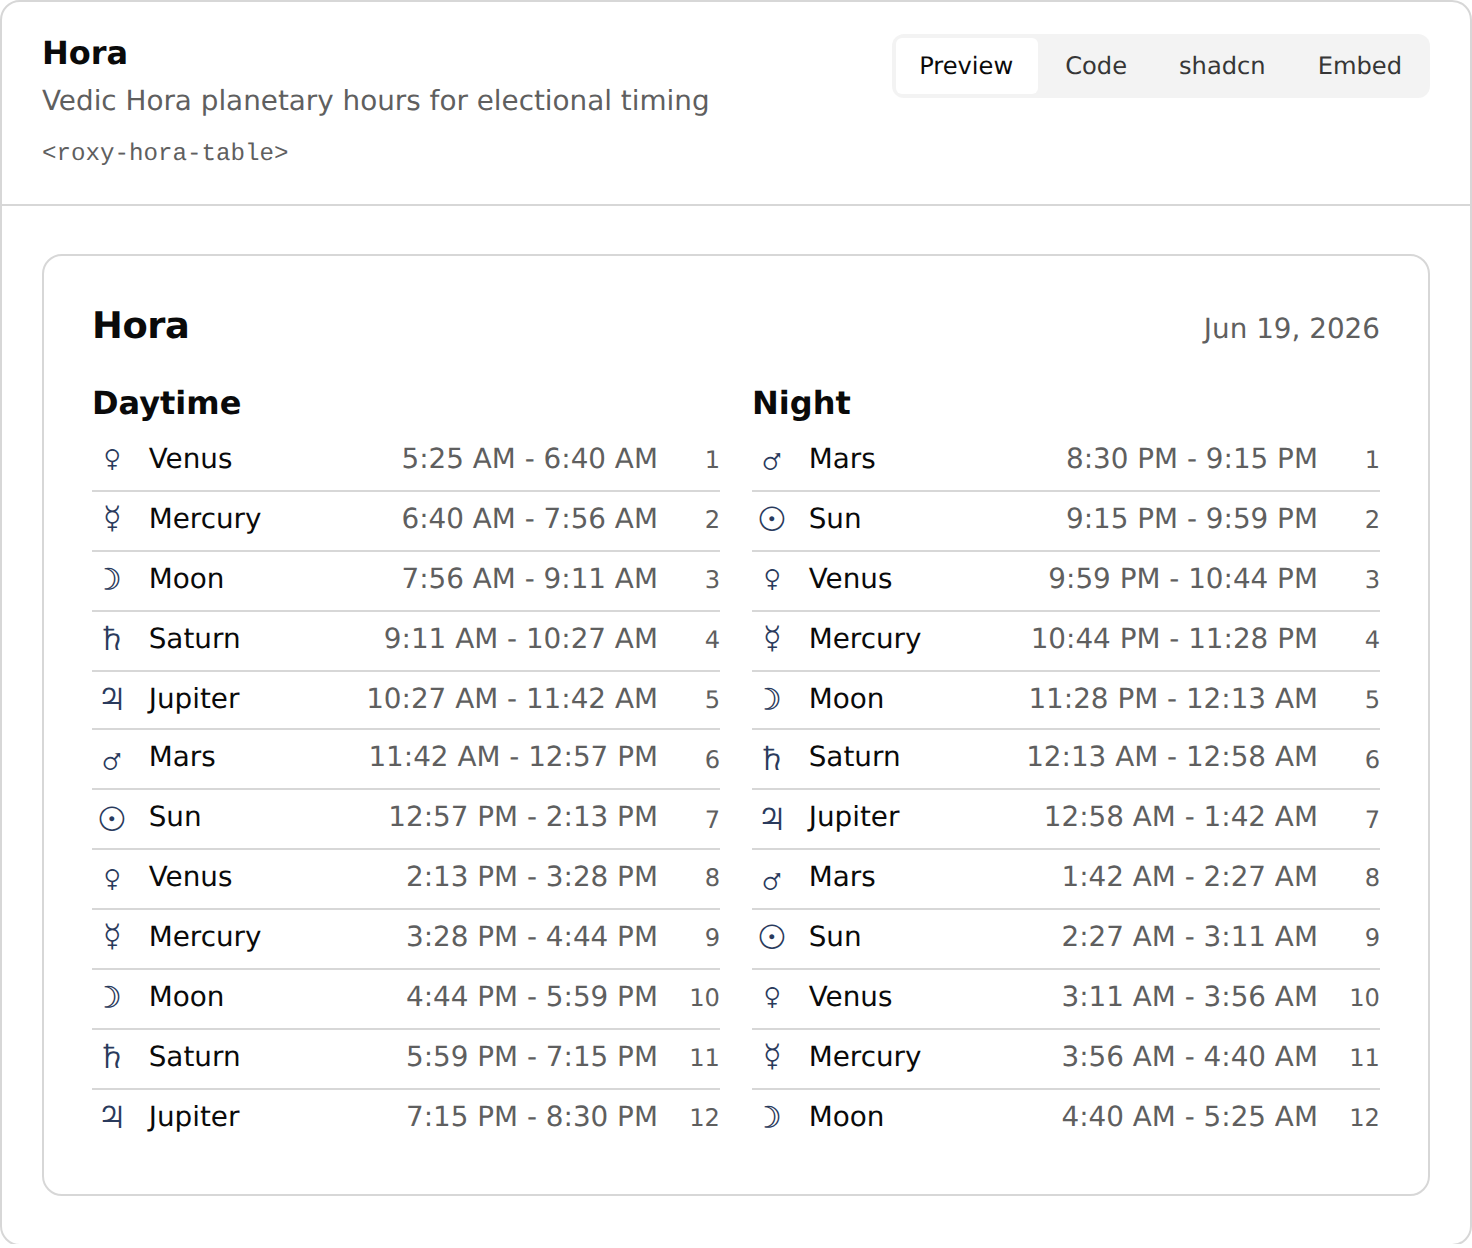 Hora
Vedic Hora planetary hours for electional timing
<roxy-hora-table>
Preview Code shadcn Embed
Hora
Jun 19, 2026
Daytime
♀ Venus 5:25 AM - 6:40 AM 1
☿ Mercury 6:40 AM - 7:56 AM 2
☽ Moon 7:56 AM - 9:11 AM 3
♄ Saturn 9:11 AM - 10:27 AM 4
♃ Jupiter 10:27 AM - 11:42 AM 5
♂ Mars 11:42 AM - 12:57 PM 6
☉ Sun 12:57 PM - 2:13 PM 7
♀ Venus 2:13 PM - 3:28 PM 8
☿ Mercury 3:28 PM - 4:44 PM 9
☽ Moon 4:44 PM - 5:59 PM 10
♄ Saturn 5:59 PM - 7:15 PM 11
♃ Jupiter 7:15 PM - 8:30 PM 12
Night
♂ Mars 8:30 PM - 9:15 PM 1
☉ Sun 9:15 PM - 9:59 PM 2
♀ Venus 9:59 PM - 10:44 PM 3
☿ Mercury 10:44 PM - 11:28 PM 4
☽ Moon 11:28 PM - 12:13 AM 5
♄ Saturn 12:13 AM - 12:58 AM 6
♃ Jupiter 12:58 AM - 1:42 AM 7
♂ Mars 1:42 AM - 2:27 AM 8
☉ Sun 2:27 AM - 3:11 AM 9
♀ Venus 3:11 AM - 3:56 AM 10
☿ Mercury 3:56 AM - 4:40 AM 11
☽ Moon 4:40 AM - 5:25 AM 12